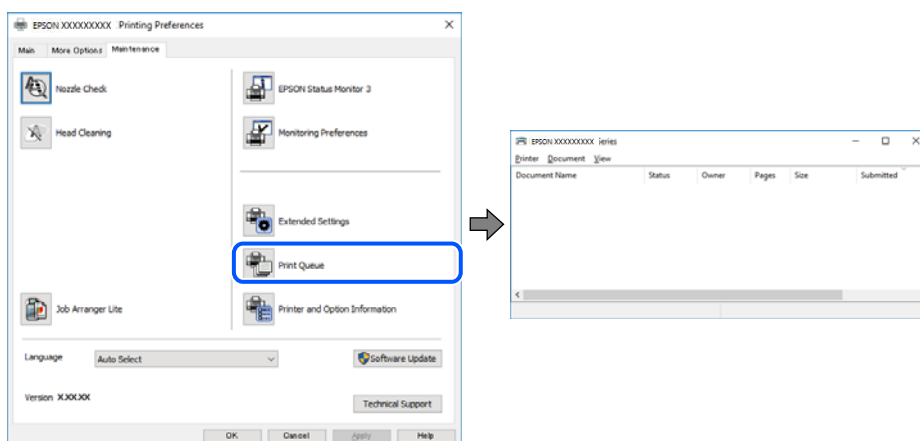 EPSON XXXXXXXXX Printing Preferences
Main More Options Maintenance
Nozzle Check
EPSON Status Monitor 3
Head Cleaning
Monitoring Preferences
Extended Settings
Print Queue
Job Arranger Lite
Printer and Option Information
Language Auto Select
Software Update
Version X.XX.XX
Technical Support
OK Cancel Apply Help
EPSON XXXXXXXXX ieries
Printer Document View
Document Name Status Owner Pages Size Submitted